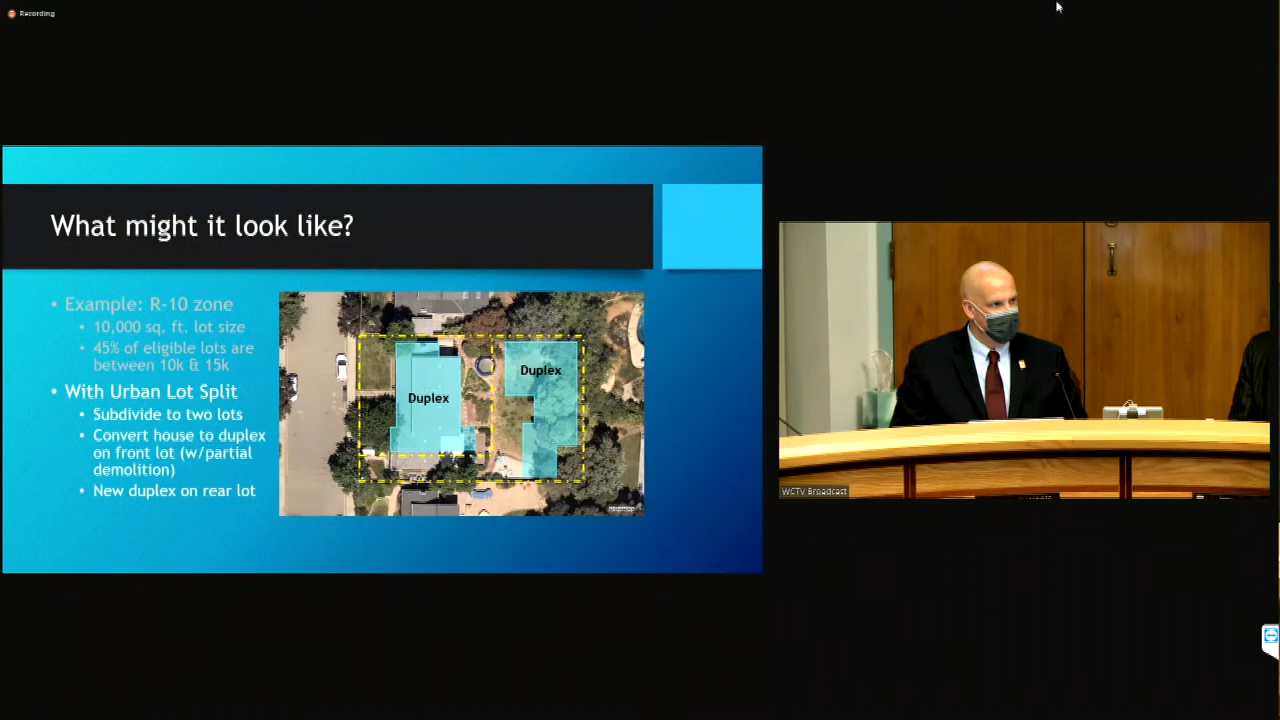 Recording
What might it look like?
• Example: R-10 zone
• 10,000 sq. ft. lot size
• 45% of eligible lots are
between 10k & 15k
• With Urban Lot Split
• Subdivide to two lots
• Convert house to duplex
on front lot (w/partial
demolition)
• New duplex on rear lot
Duplex
Duplex
WCTV Broadcast